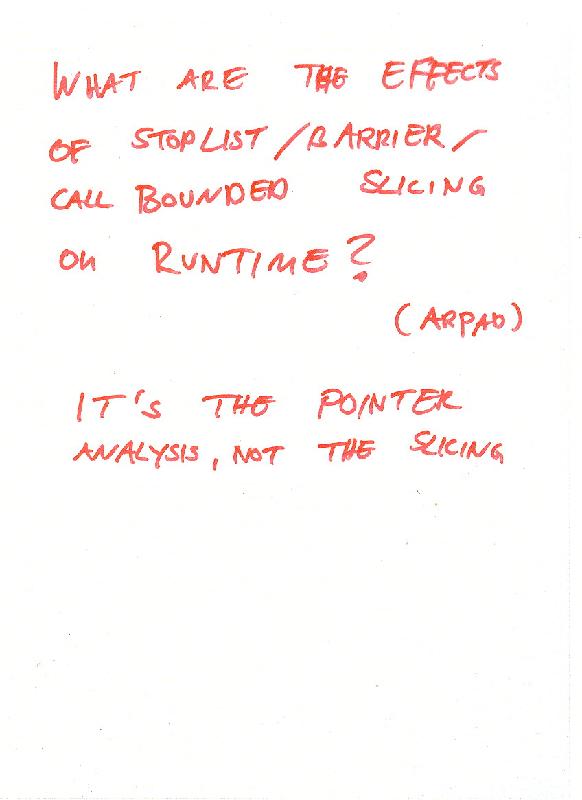 WHAT ARE THE EFFECTS
OF STOPLIST/BARRIER/
CALL BOUNDED SLICING
ON RUNTIME?
(ARPAD)
IT'S THE POINTER
ANALYSIS, NOT THE SLICING